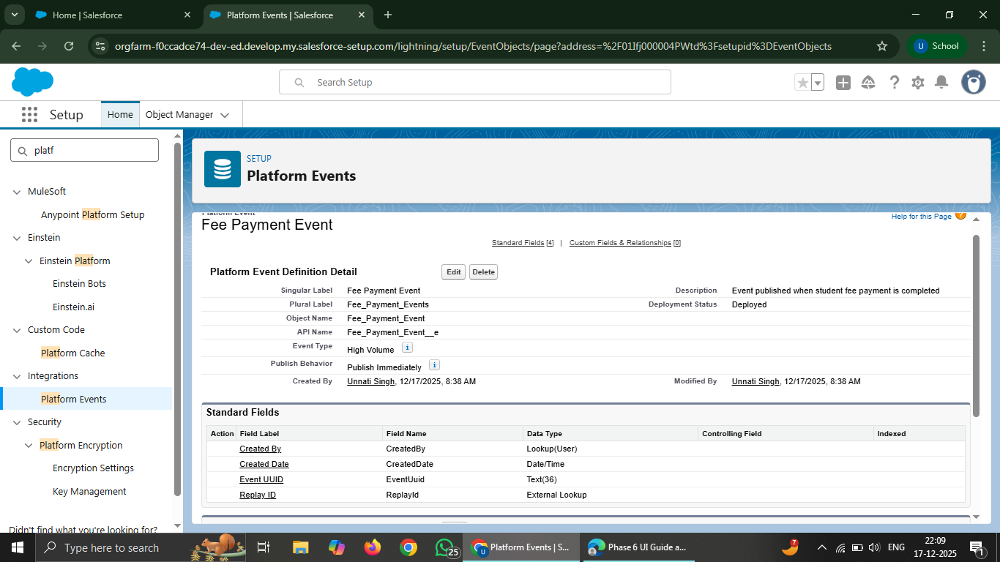 Home | Salesforce
Platform Events | Salesforce
orgfarm-f0ccadce74-dev-ed.develop.my.salesforce-setup.com/lightning/setup/EventObjects/page?address=%2F01Ifj000004PWtd%3Fsetupid%3DEventObjects
U School
Search Setup
Setup
Home
Object Manager
platf
MuleSoft
Anypoint Platform Setup
Einstein
Einstein Platform
Einstein Bots
Einstein.ai
Custom Code
Platform Cache
Integrations
Platform Events
Security
Platform Encryption
Encryption Settings
Key Management
Didn't find what you're looking for?
SETUP
Platform Events
Platform Event
Fee Payment Event
Help for this Page ?
Standard Fields [4] | Custom Fields & Relationships [0]
Platform Event Definition Detail Edit Delete
Singular Label Fee Payment Event Description Event published when student fee payment is completed
Plural Label Fee_Payment_Events Deployment Status Deployed
Object Name Fee_Payment_Event
API Name Fee_Payment_Event__e
Event Type High Volume i
Publish Behavior Publish Immediately i
Created By Unnati Singh, 12/17/2025, 8:38 AM Modified By Unnati Singh, 12/17/2025, 8:38 AM
Standard Fields
Action Field Label Field Name Data Type Controlling Field Indexed
Created By CreatedBy Lookup(User)
Created Date CreatedDate Date/Time
Event UUID EventUuid Text(36)
Replay ID ReplayId External Lookup
Type here to search
25
Platform Events | S...
Phase 6 UI Guide a...
7
ENG
22:09
17-12-2025
1